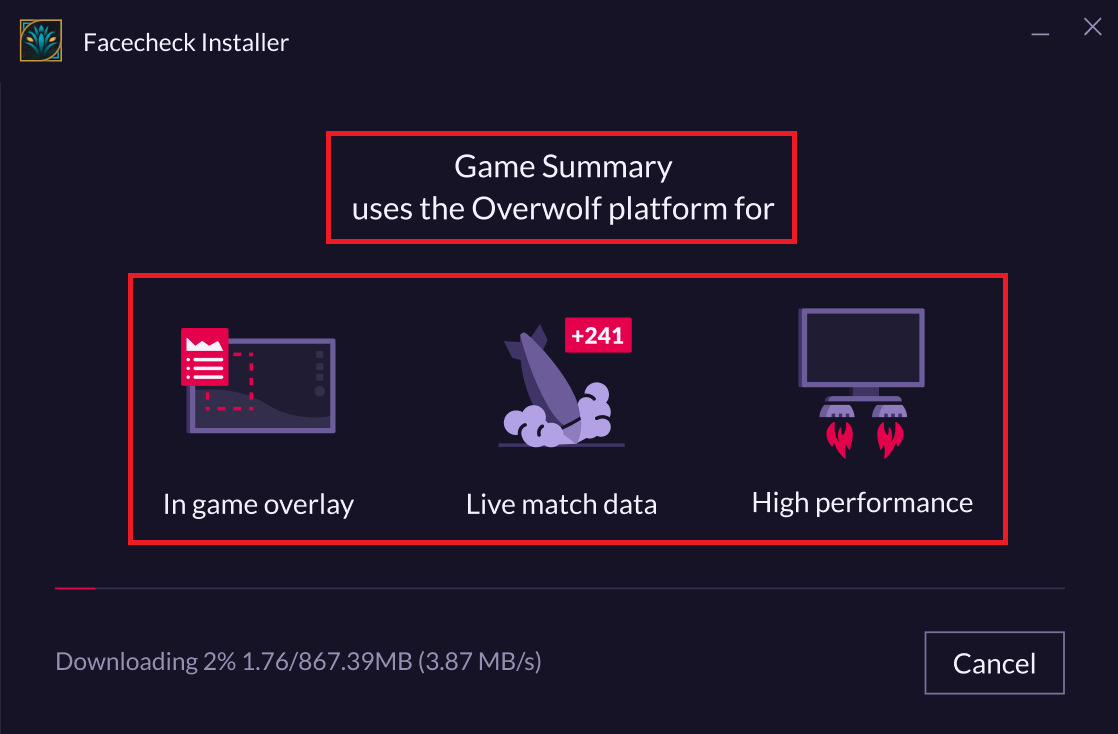 Facecheck Installer
Game Summary
uses the Overwolf platform for
+241
In game overlay
Live match data
High performance
Downloading 2% 1.76/867.39MB (3.87 MB/s)
Cancel